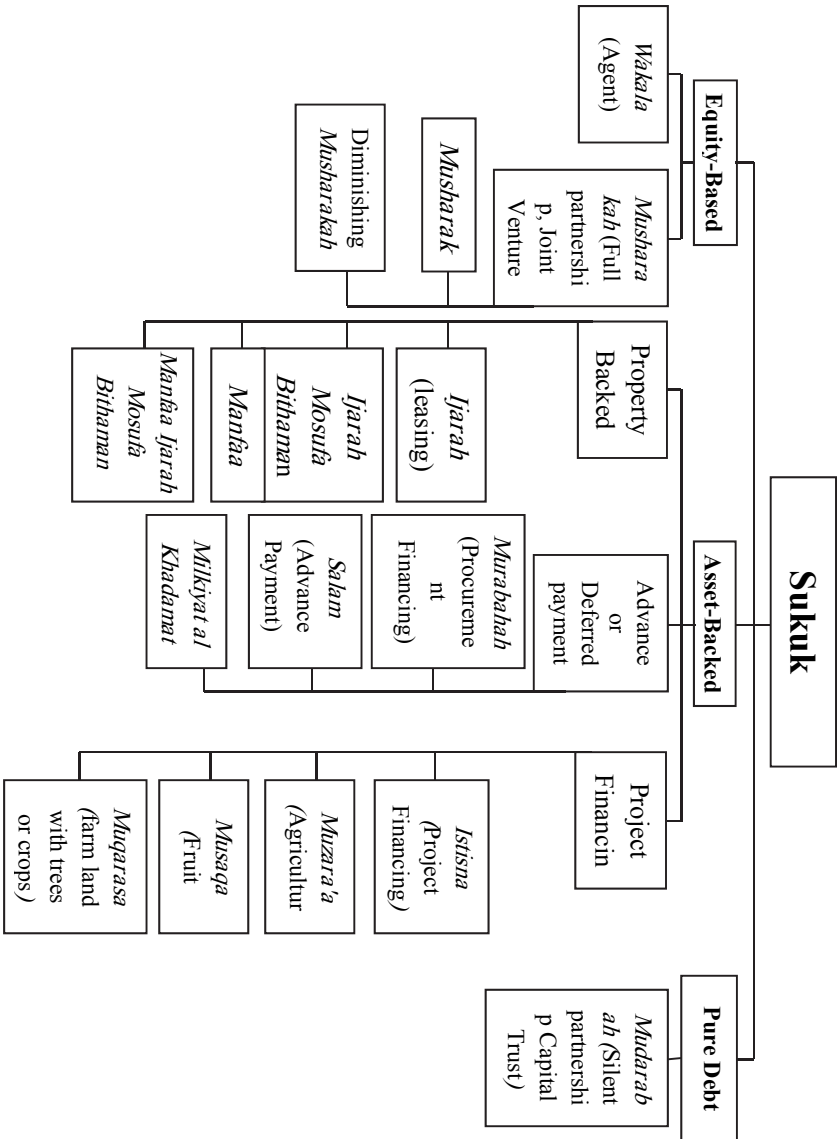 Sukuk
Equity-Based
Wakala
(Agent)
Mushara
kah (Full
partnershi
p, Joint
Venture
Musharak
Diminishing
Musharakah
Asset-Backed
Property
Backed
Ijarah
(leasing)
Ijarah
Mosufa
Bithaman
Manfaa
Manfaa Ijarah
Mosufa
Bithaman
Advance
or
Deferred
payment
Murabahah
(Procureme
nt
Financing)
Salam
(Advance
Payment)
Milkiyat al
Khadamat
Project
Financin
Istisna
(Project
Financing)
Muzara'a
(Agricultur
Musaqa
(Fruit
Muqarasa
(farm land
with trees
or crops)
Pure Debt
Mudarab
ah (Silent
partnershi
p Capital
Trust)